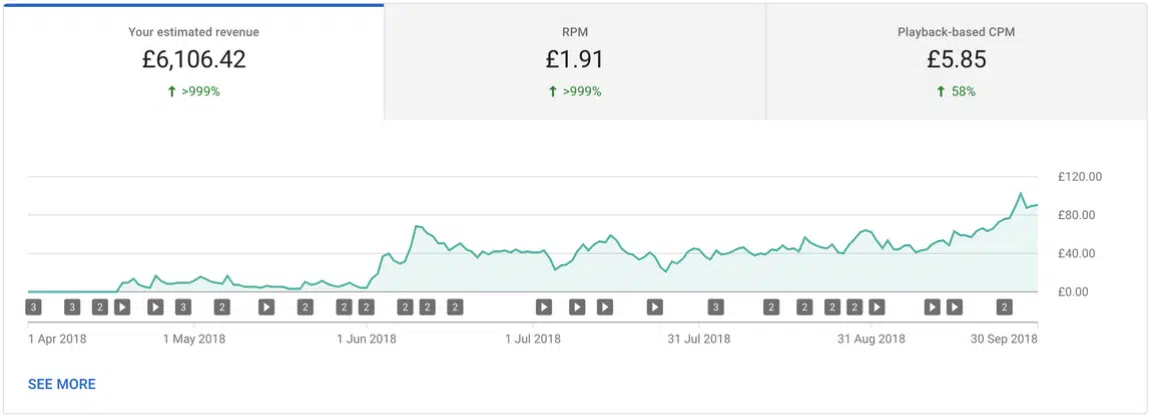 Your estimated revenue
£6,106.42
>999%
RPM
£1.91
>999%
Playback-based CPM
£5.85
58%
£120.00
£80.00
£40.00
£0.00
3 3 2 3 2 2 2 2 2 2 2 3 2 2 2 2 2
1 Apr 2018 1 May 2018 1 Jun 2018 1 Jul 2018 31 Jul 2018 31 Aug 2018 30 Sep 2018
SEE MORE